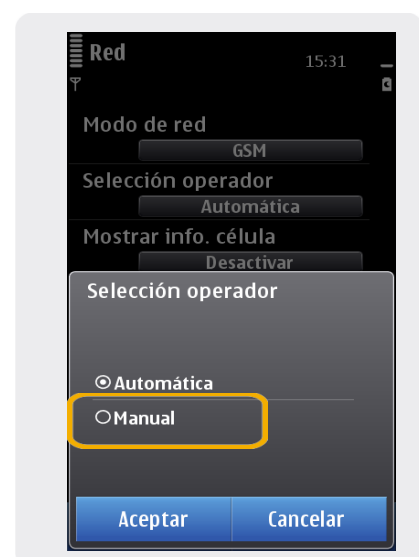 Red
15:31
Modo de red
GSM
Selección operador
Automática
Mostrar info. célula
Desactivar
Selección operador
Automática
Manual
Aceptar Cancelar